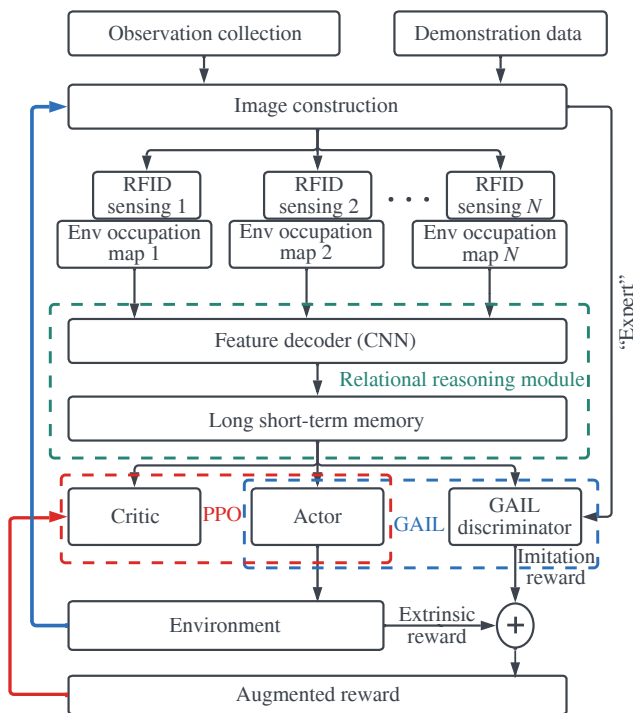 Observation collection
Demonstration data
Image construction
RFID
sensing 1
RFID
sensing 2
. . .
RFID
sensing N
Env occupation
map 1
Env occupation
map 2
Env occupation
map N
"Expert"
Feature decoder (CNN)
Relational reasoning module
Long short-term memory
Critic
PPO
Actor
GAIL
GAIL
discriminator
Imitation
reward
Environment
Extrinsic
reward
+
Augmented reward